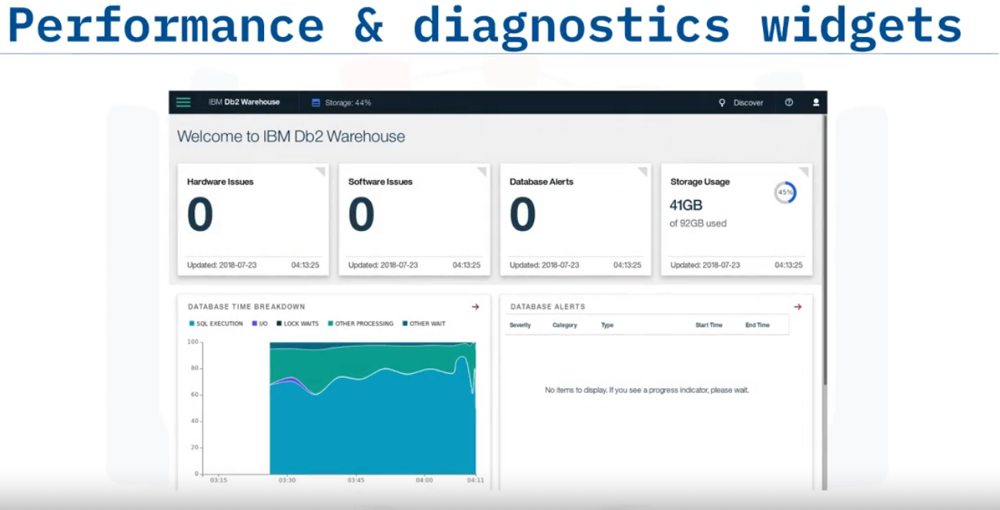 Performance & diagnostics widgets
IBM Db2 Warehouse Storage: 44% Discover
Welcome to IBM Db2 Warehouse
Hardware Issues
0
Updated: 2018-07-23 04:13:25
Software Issues
0
Updated: 2018-07-23 04:13:25
Database Alerts
0
Updated: 2018-07-23 04:13:25
Storage Usage
45%
41GB
of 92GB used
Updated: 2018-07-23 04:13:25
DATABASE TIME BREAKDOWN
SQL EXECUTION I/O LOCK WAITS OTHER PROCESSING OTHER WAIT
100
80
60
40
20
0
03:15 03:30 03:45 04:00 04:11
DATABASE ALERTS
Severity Category Type Start Time End Time
No items to display. If you see a progress indicator, please wait.